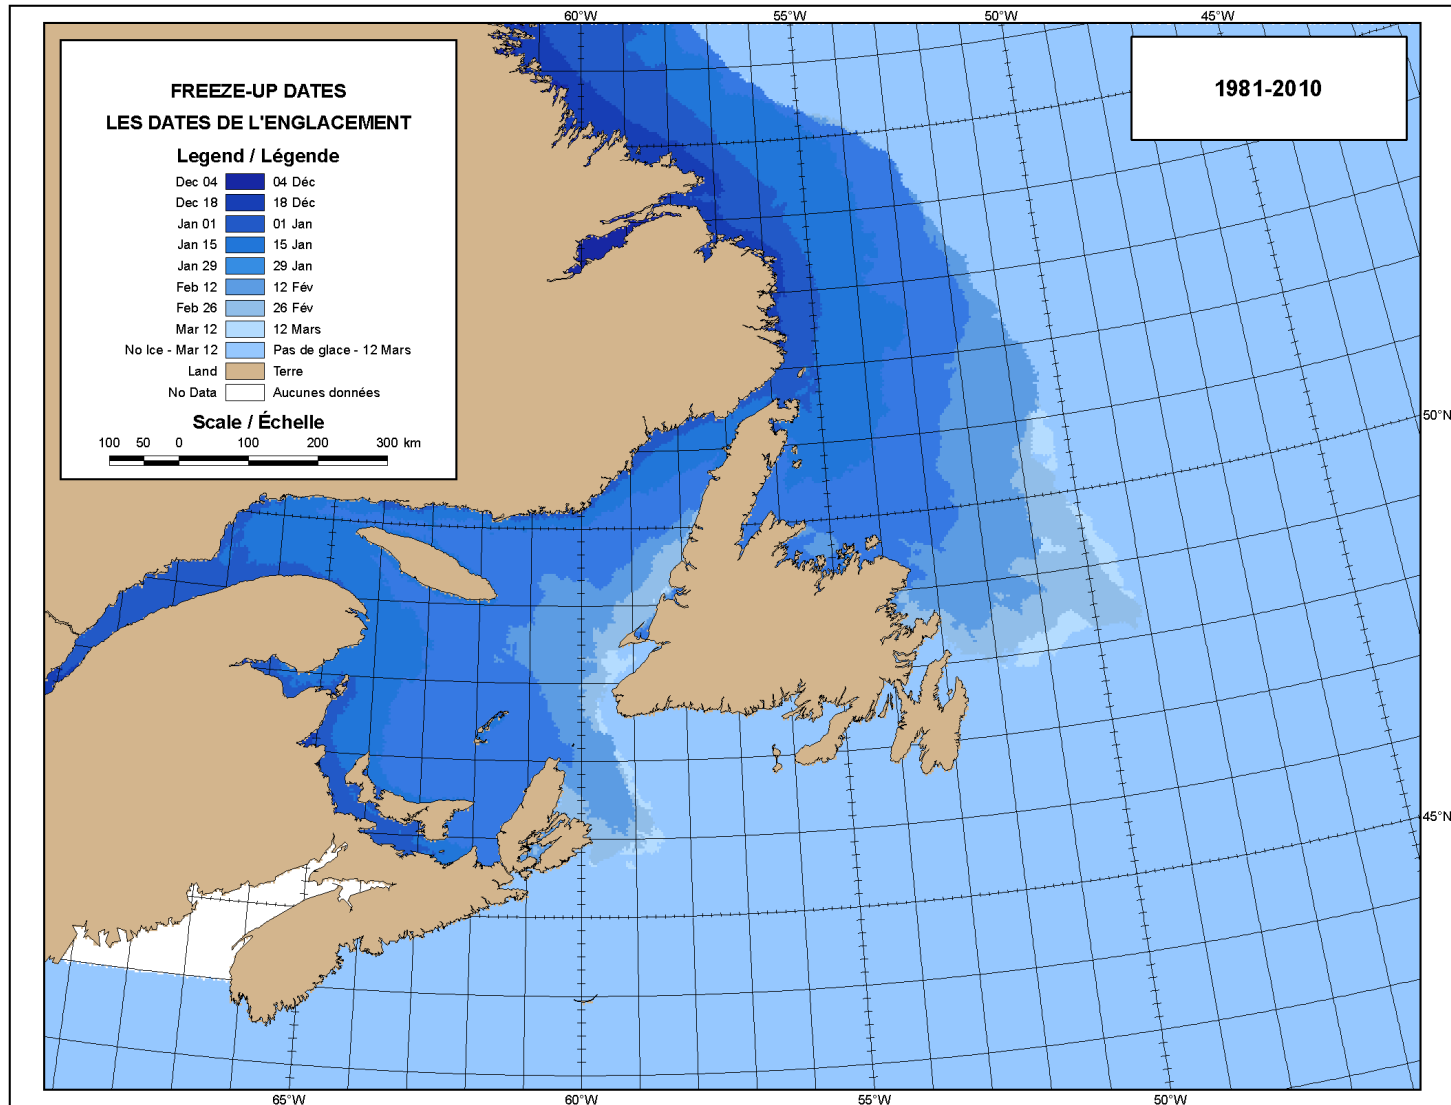 60°W 55°W 50°W 45°W
1981-2010
FREEZE-UP DATES
LES DATES DE L'ENGLACEMENT
Legend / Légende
Dec 04 04 Déc
Dec 18 18 Déc
Jan 01 01 Jan
Jan 15 15 Jan
Jan 29 29 Jan
Feb 12 12 Fév
Feb 26 26 Fév
Mar 12 12 Mars
No Ice - Mar 12 Pas de glace - 12 Mars
Land Terre
No Data Aucunes données
Scale / Échelle
100 50 0 100 200 300 km
50°N
45°N
65°W 60°W 55°W 50°W